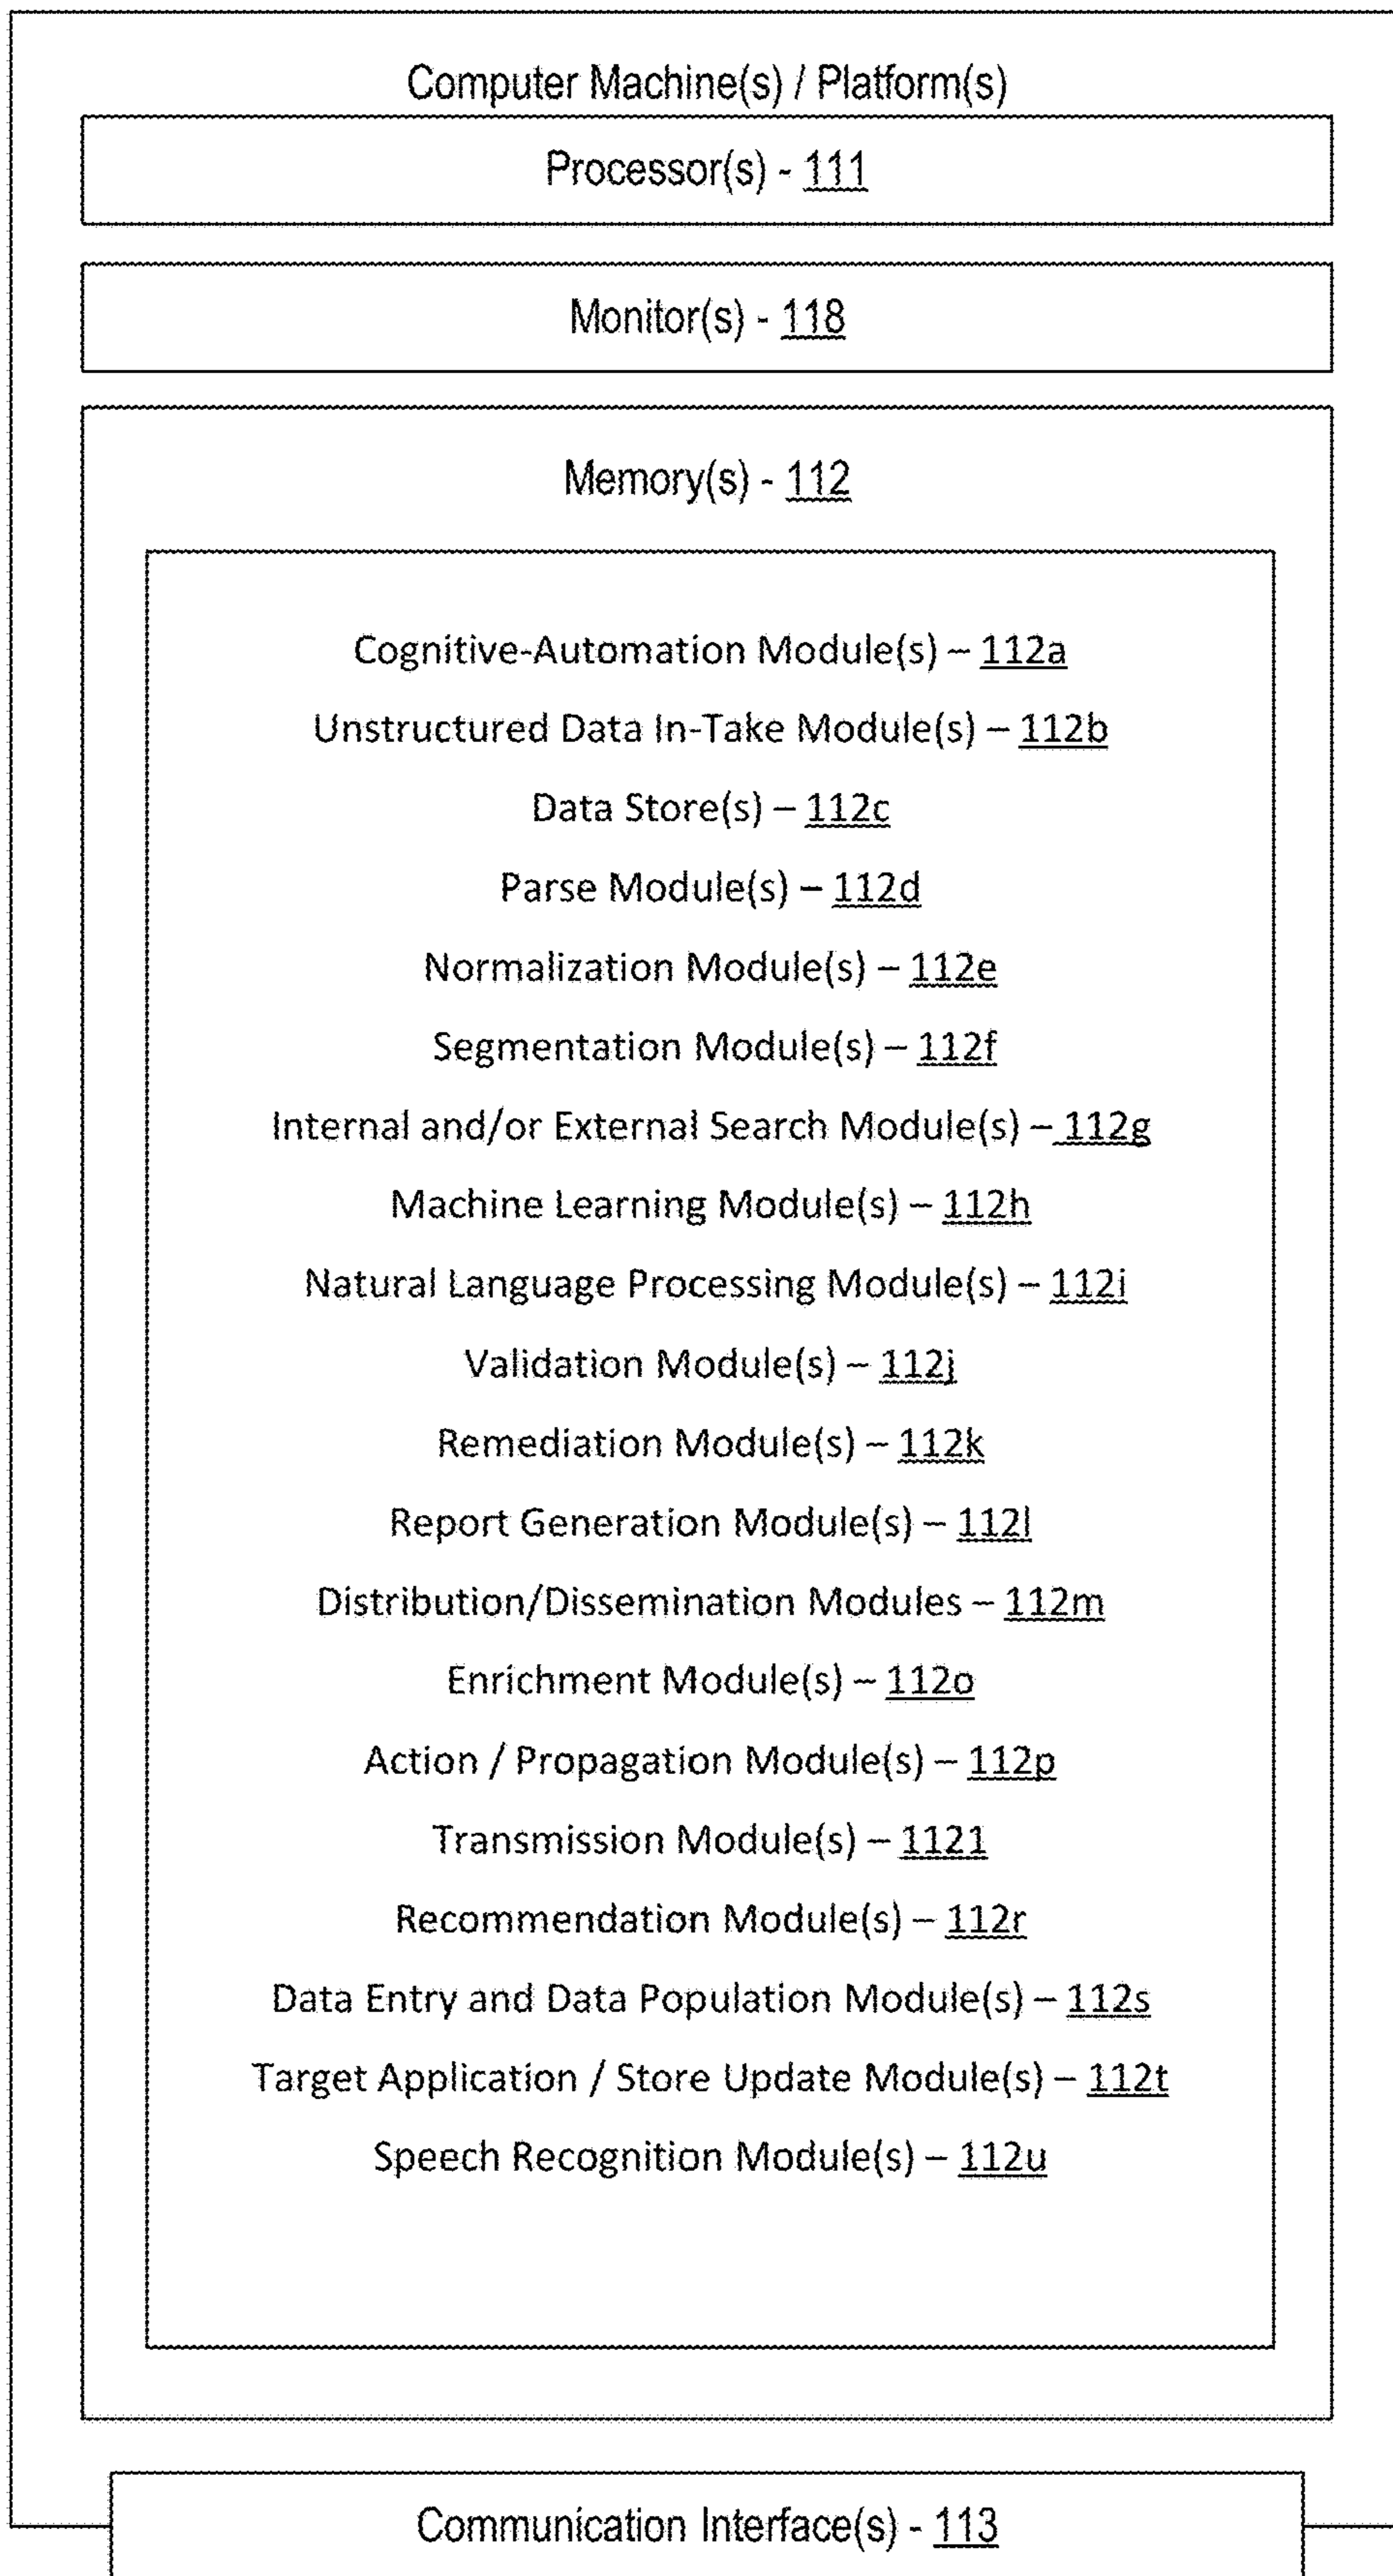 Computer Machine(s) / Platform(s)
Processor(s) - 111
Monitor(s) - 118
Memory(s) - 112
Cognitive-Automation Module(s) – 112a
Unstructured Data In-Take Module(s) – 112b
Data Store(s) – 112c
Parse Module(s) – 112d
Normalization Module(s) – 112e
Segmentation Module(s) – 112f
Internal and/or External Search Module(s) – 112g
Machine Learning Module(s) – 112h
Natural Language Processing Module(s) – 112i
Validation Module(s) – 112j
Remediation Module(s) – 112k
Report Generation Module(s) – 112l
Distribution/Dissemination Modules – 112m
Enrichment Module(s) – 112o
Action / Propagation Module(s) – 112p
Transmission Module(s) – 1121
Recommendation Module(s) – 112r
Data Entry and Data Population Module(s) – 112s
Target Application / Store Update Module(s) – 112t
Speech Recognition Module(s) – 112u
Communication Interface(s) - 113